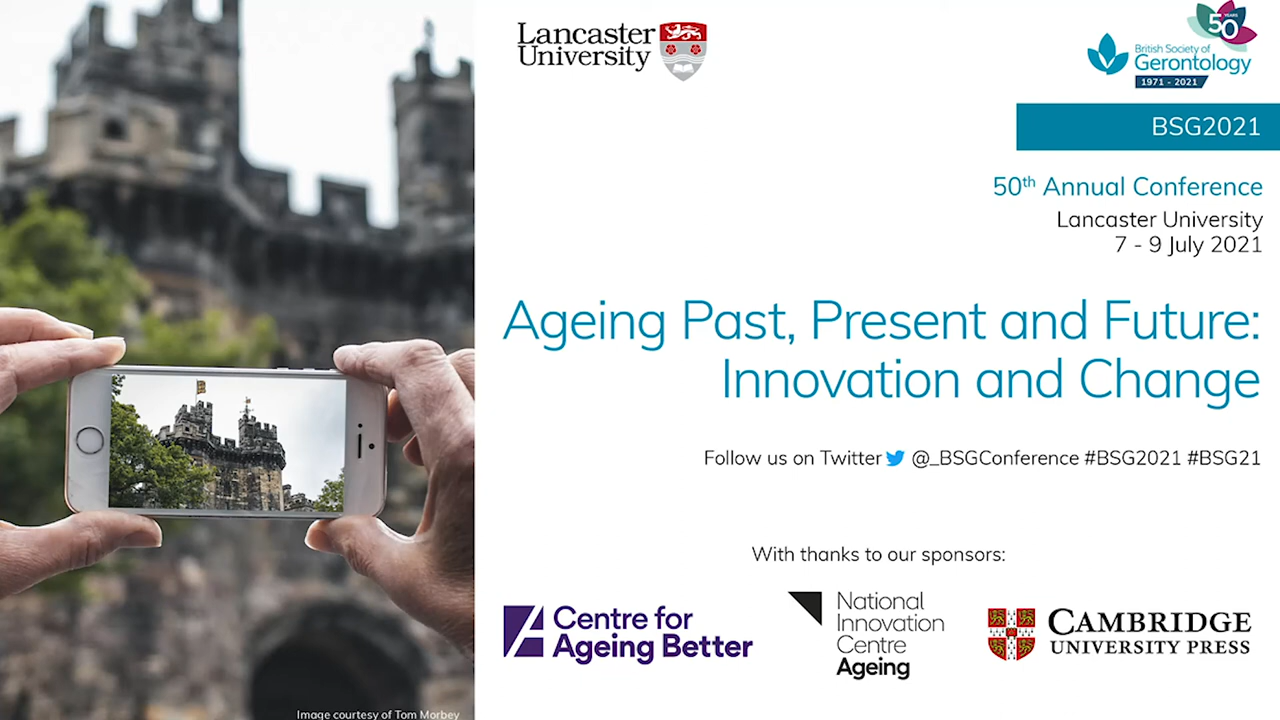 Lancaster
University
50
YEARS
British Society of
Gerontology
1971 - 2021
BSG2021
50th Annual Conference
Lancaster University
7 - 9 July 2021
Ageing Past, Present and Future:
Innovation and Change
Follow us on Twitter @_BSGConference #BSG2021 #BSG21
With thanks to our sponsors:
Centre for
Ageing Better
National
Innovation
Centre
Ageing
CAMBRIDGE
UNIVERSITY PRESS
Image courtesy of Tom Morbey